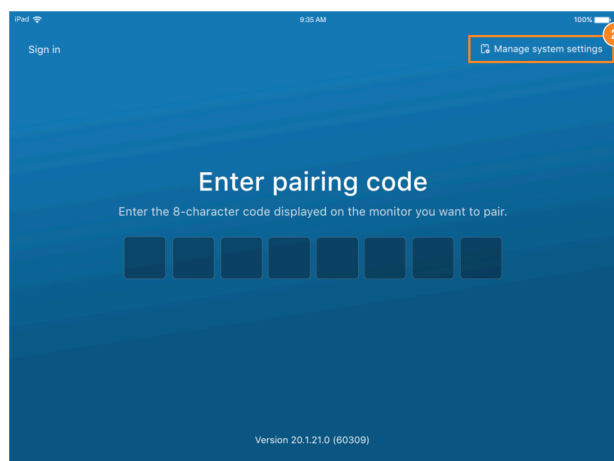 iPad 9:35 AM 100%
Sign in Manage system settings
Enter pairing code
Enter the 8-character code displayed on the monitor you want to pair.
Version 20.1.21.0 (60309)